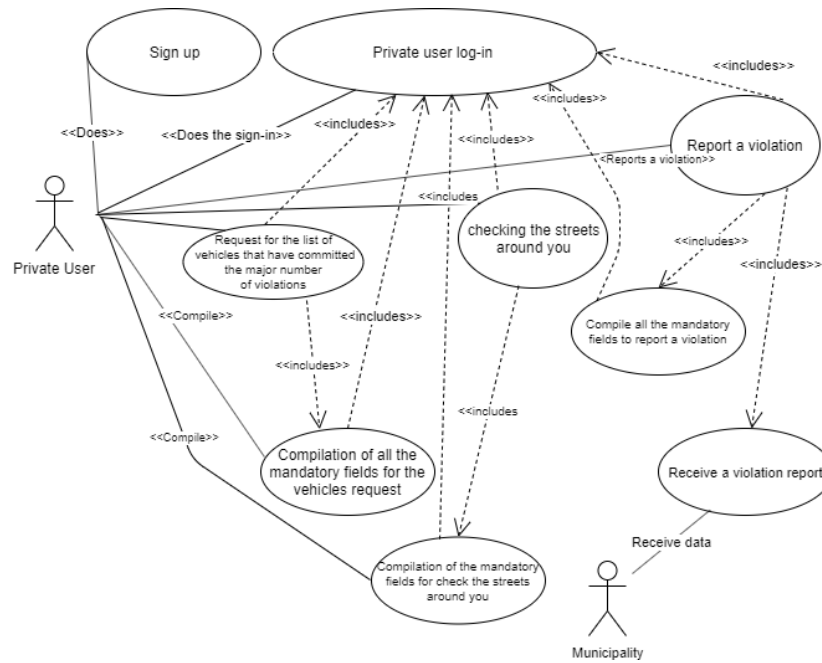 Sign up
Private user log-in
<<includes>>
<<includes>>
<<includes>>
<<Does>>
<<Does the sign-in>>
<<includes>>
Report a violation
<Reports a violation>>
Private User
<<includes
Request for the list of
vehicles that have committed
the major number
of violations
checking the streets
around you
<<includes>>
<<includes>>
<<Compile>>
<<includes>>
Compile all the mandatory
fields to report a violation
<<includes>>
<<includes
<<Compile>>
Compilation of all the
mandatory fields for the
vehicles request
Receive a violation report
Receive data
Compilation of the mandatory
fields for check the streets
around you
Municipality